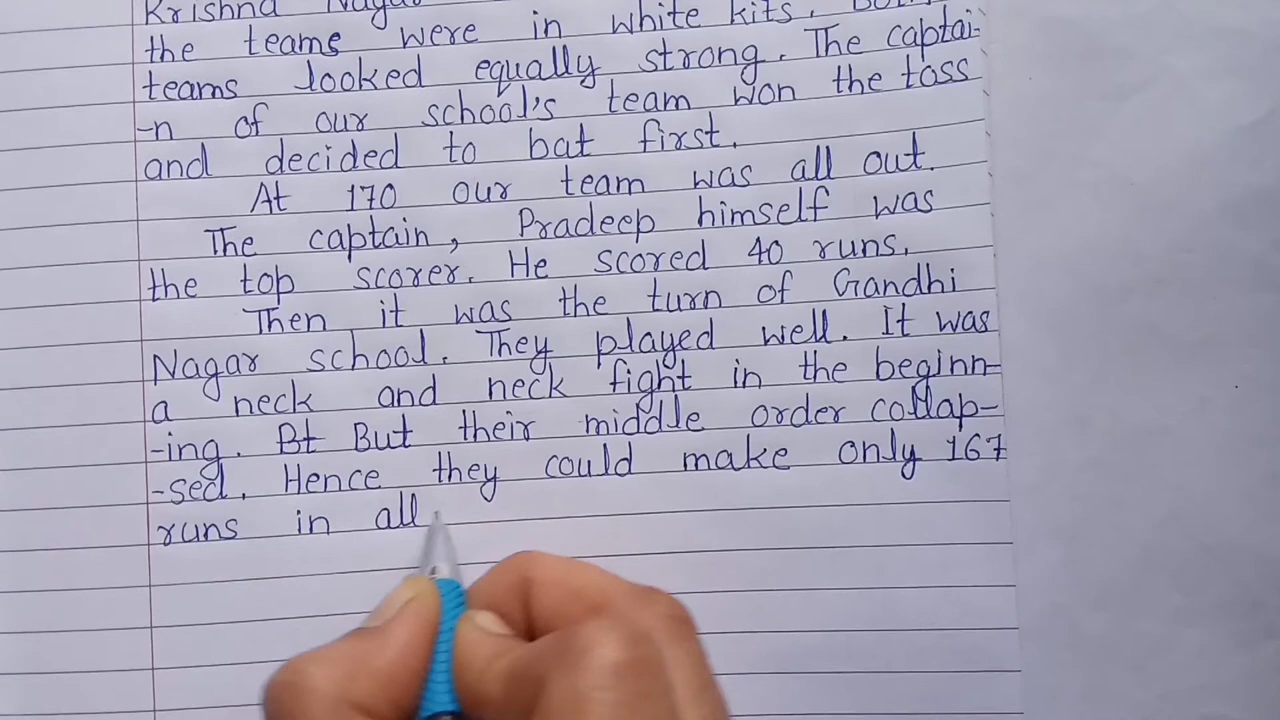 Krishna Nagar
the teams were in white kits. Both
teams looked equally strong. The captai-
-n of our school's team won the toss
and decided to bat first.
At 170 our team was all out.
The captain, Pradeep himself was
the top scorer. He scored 40 runs.
Then it was the turn of Gandhi
Nagar school. They played well. It was
a neck and neck fight in the beginn-
-ing. Bt But their middle order collap-
-sed. Hence they could make only 167
runs in all